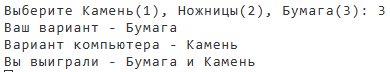 Выберите Камень(1), Ножницы(2), Бумага(3): 3
Ваш вариант - Бумага
Вариант компьютера - Камень
Вы выиграли - Бумага и Камень